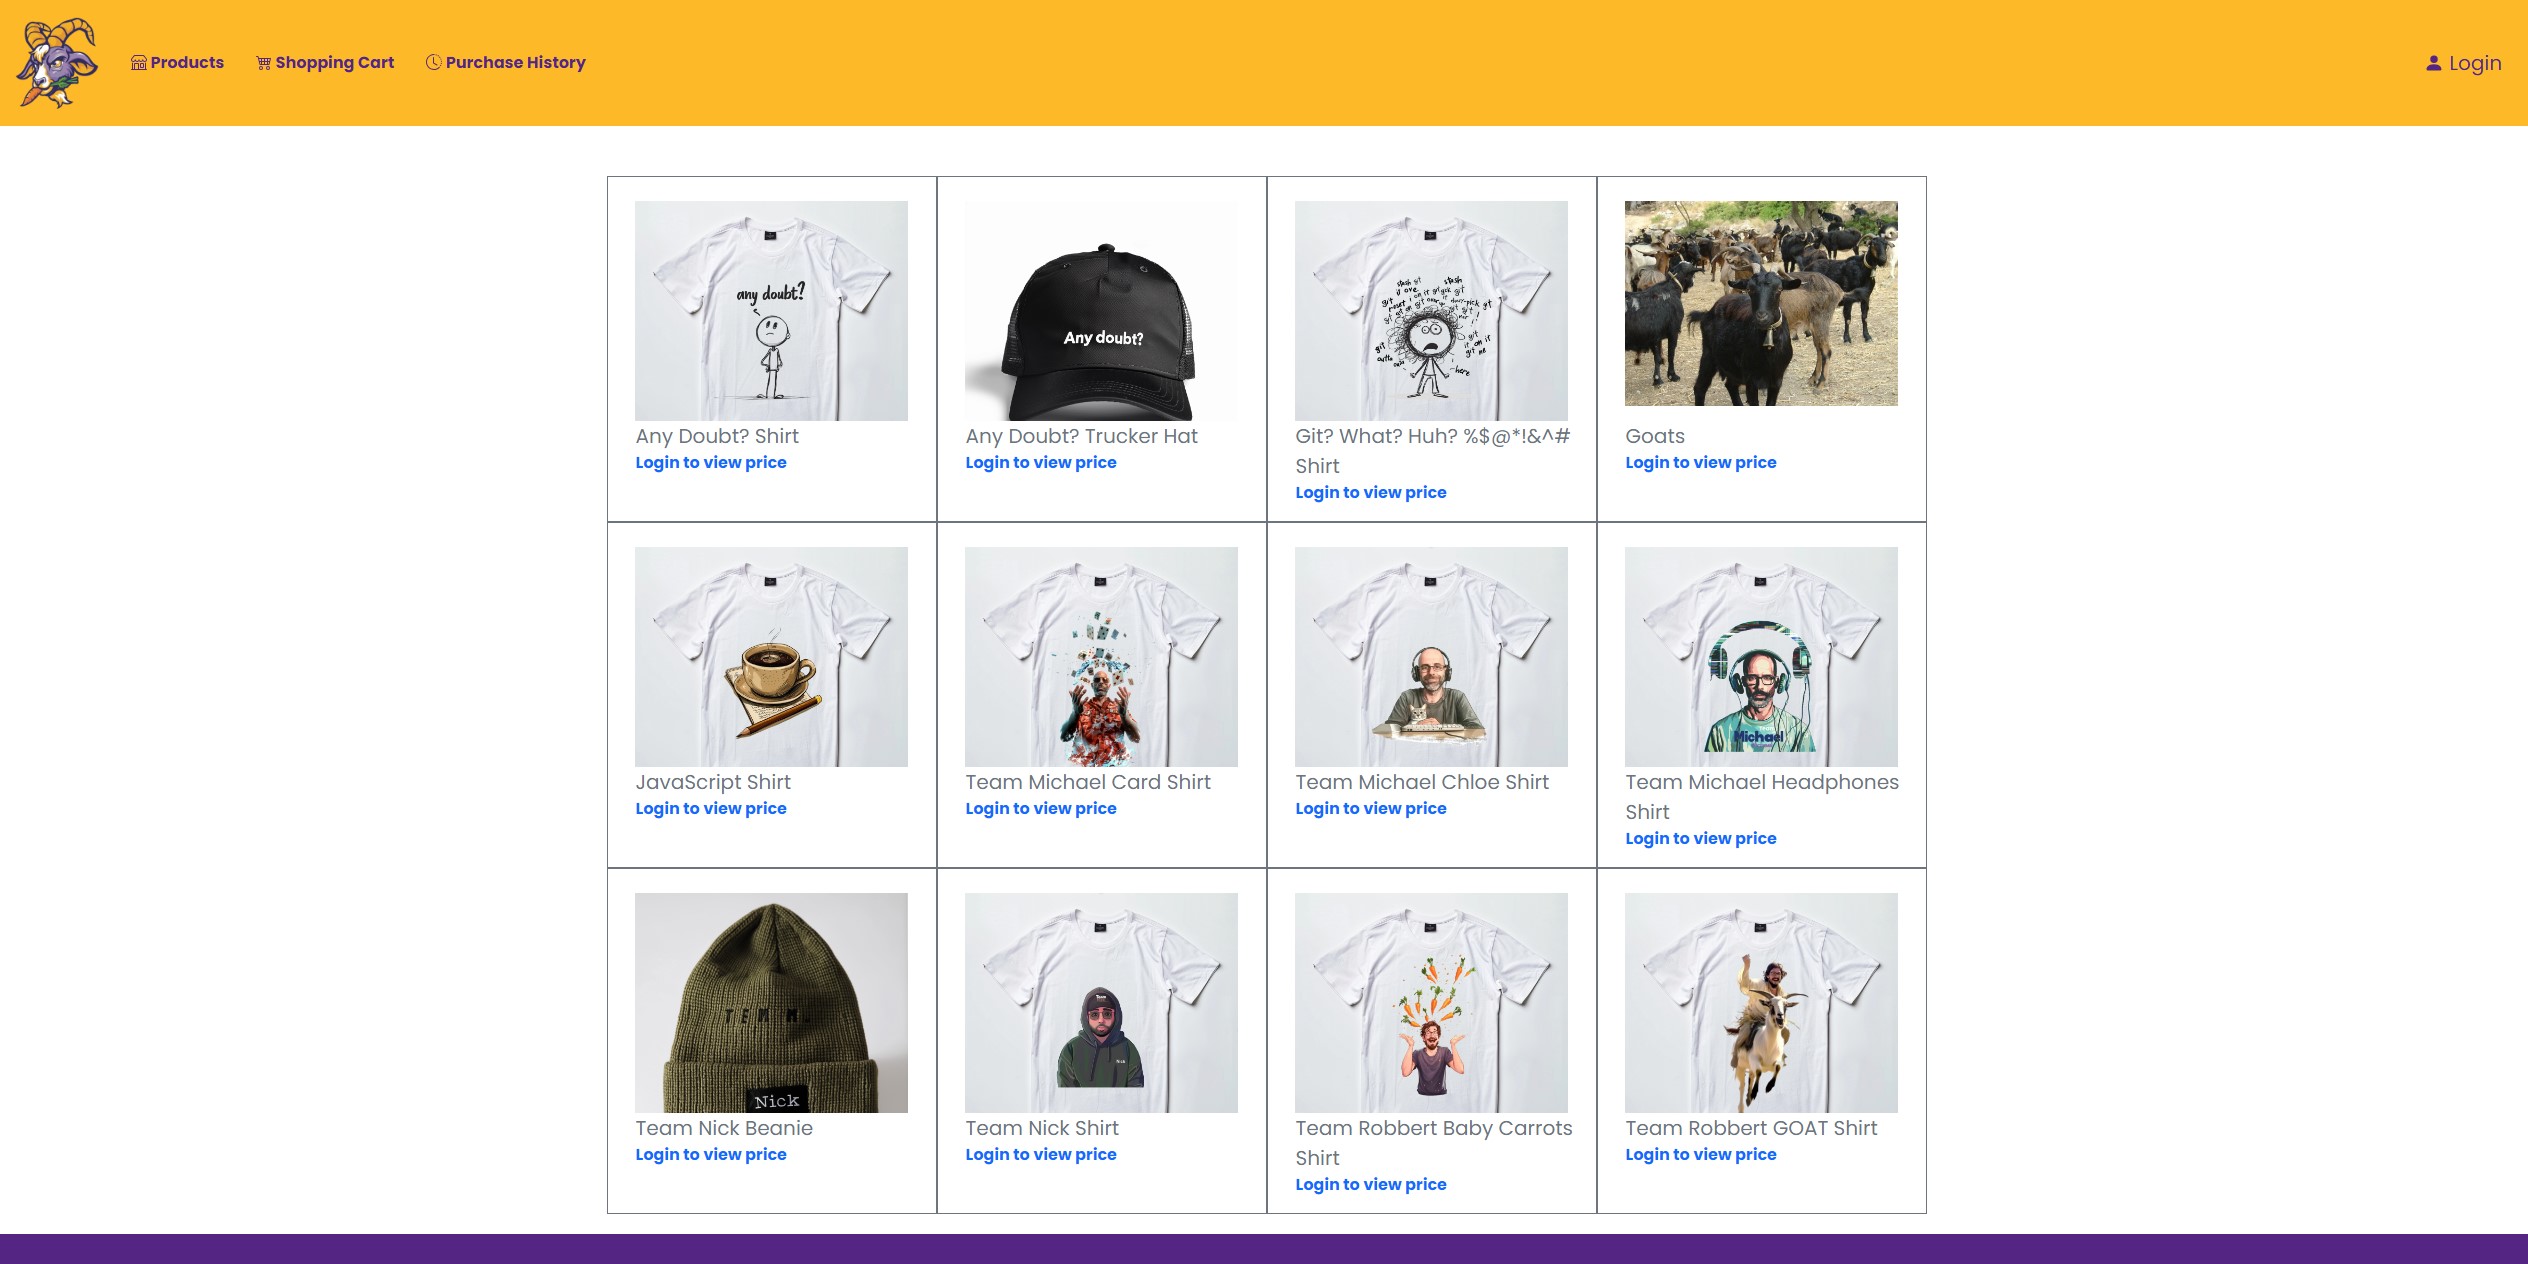 Products Shopping Cart Purchase History Login
any doubt?
Any doubt?
Any Doubt? Shirt
Login to view price
Any Doubt? Trucker Hat
Login to view price
Git? What? Huh? %$@*!&^#
Shirt
Login to view price
Goats
Login to view price
Michael
JavaScript Shirt
Login to view price
Team Michael Card Shirt
Login to view price
Team Michael Chloe Shirt
Login to view price
Team Michael Headphones
Shirt
Login to view price
Nick
Team Nick Beanie
Login to view price
Team
Nick
Team Nick Shirt
Login to view price
Team Robbert Baby Carrots
Shirt
Login to view price
Team Robbert GOAT Shirt
Login to view price